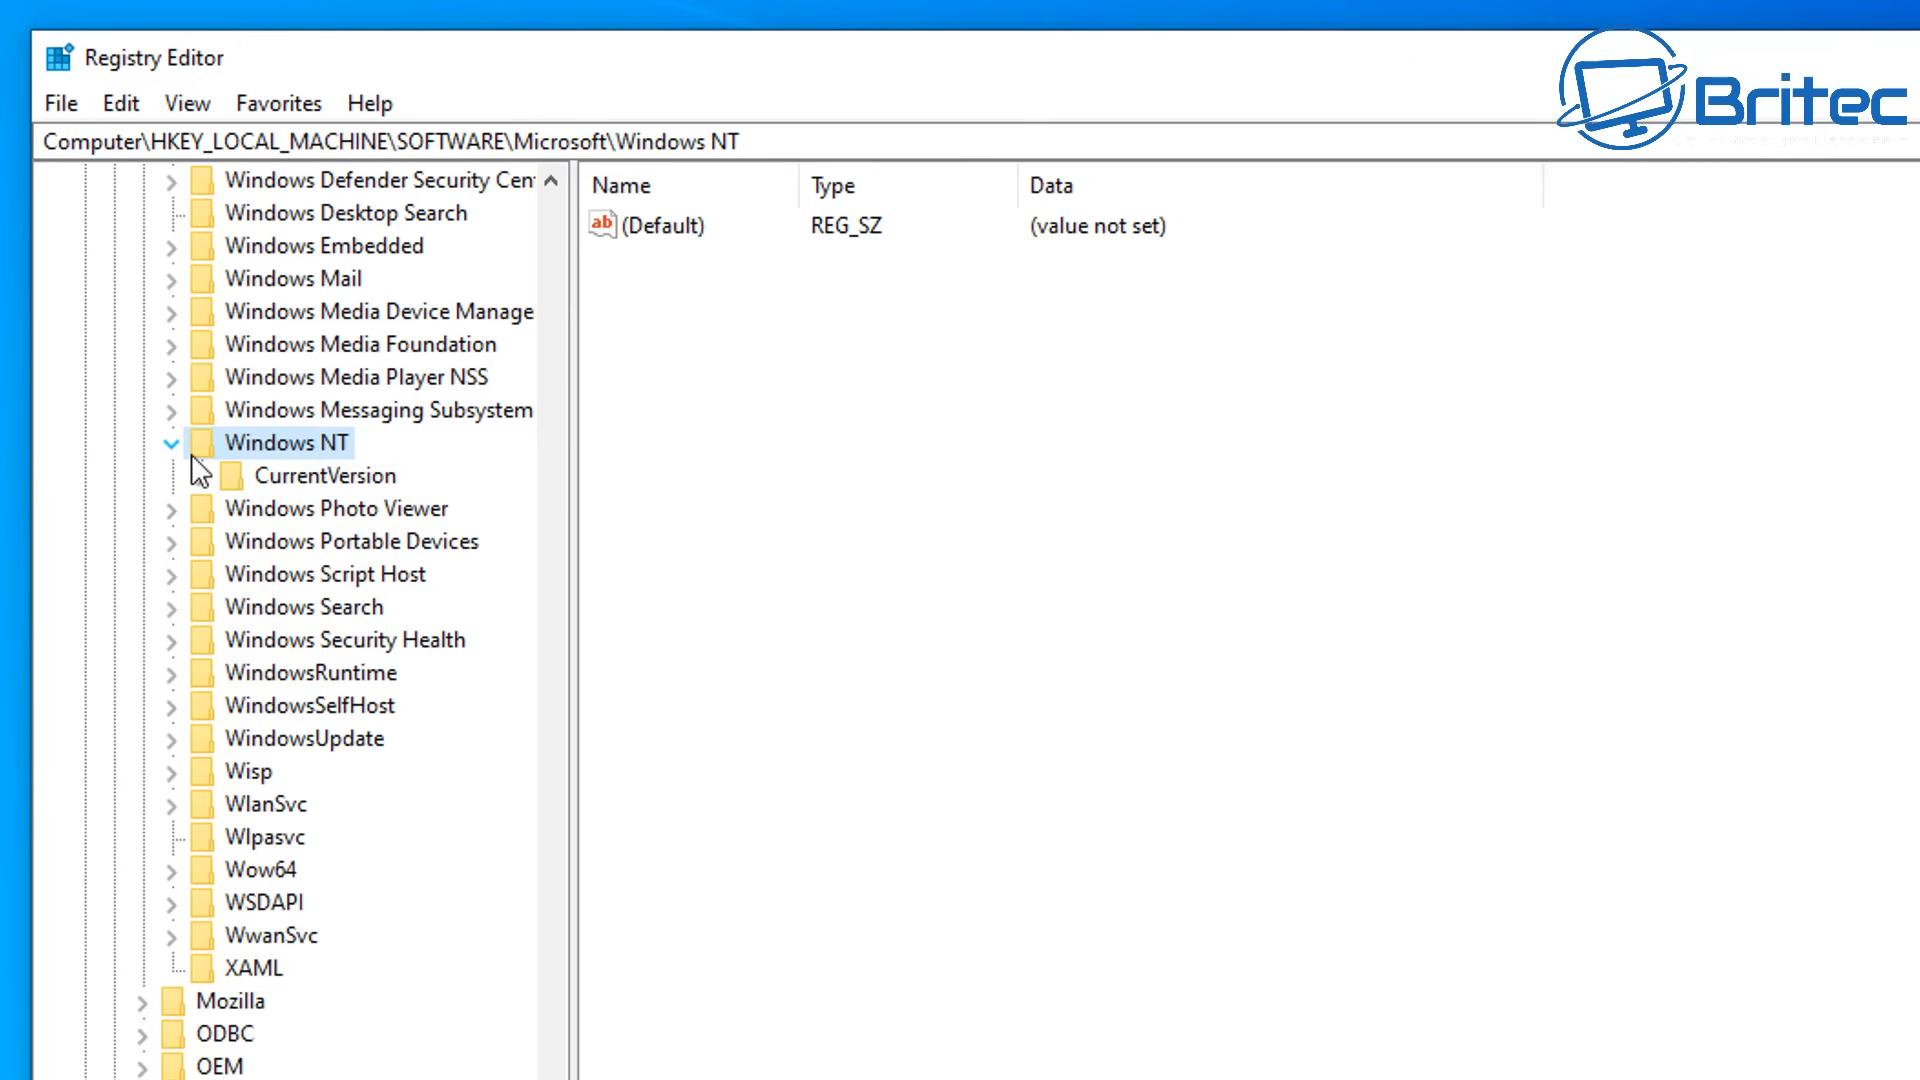 Registry Editor
Britec
File Edit View Favorites Help
Computer\HKEY_LOCAL_MACHINE\SOFTWARE\Microsoft\Windows NT
Name Type Data
ab (Default) REG_SZ (value not set)
Windows Defender Security Cen
Windows Desktop Search
Windows Embedded
Windows Mail
Windows Media Device Manage
Windows Media Foundation
Windows Media Player NSS
Windows Messaging Subsystem
Windows NT
CurrentVersion
Windows Photo Viewer
Windows Portable Devices
Windows Script Host
Windows Search
Windows Security Health
WindowsRuntime
WindowsSelfHost
WindowsUpdate
Wisp
WlanSvc
Wlpasvc
Wow64
WSDAPI
WwanSvc
XAML
Mozilla
ODBC
OEM